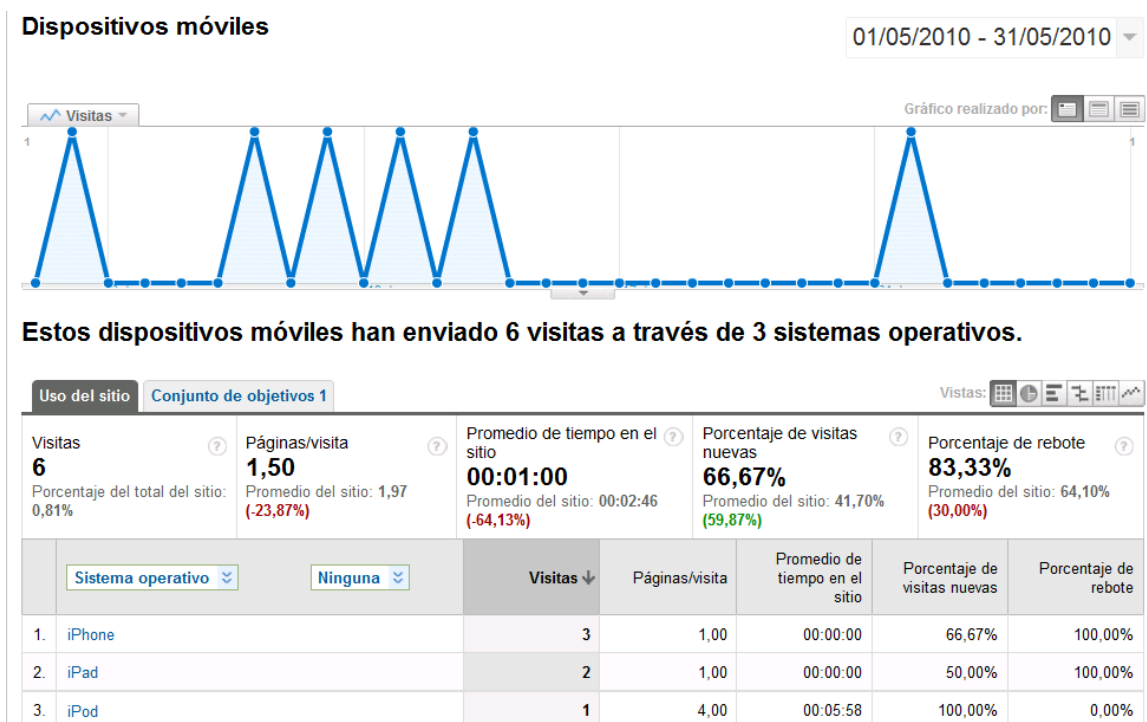 Dispositivos móviles
01/05/2010 - 31/05/2010
Visitas
Gráfico realizado por:
1
1
Estos dispositivos móviles han enviado 6 visitas a través de 3 sistemas operativos.
Uso del sitio
Conjunto de objetivos 1
Vistas:
Visitas
?
6
Porcentaje del total del sitio:
0,81%
Páginas/visita
?
1,50
Promedio del sitio: 1,97
(-23,87%)
Promedio de tiempo en el
?
sitio
00:01:00
Promedio del sitio: 00:02:46
(-64,13%)
Porcentaje de visitas
?
nuevas
66,67%
Promedio del sitio: 41,70%
(59,87%)
Porcentaje de rebote
?
83,33%
Promedio del sitio: 64,10%
(30,00%)
Sistema operativo
Ninguna
Visitas
Páginas/visita
Promedio de
tiempo en el
sitio
Porcentaje de
visitas nuevas
Porcentaje de
rebote
1. iPhone 3 1,00 00:00:00 66,67% 100,00%
2. iPad 2 1,00 00:00:00 50,00% 100,00%
3. iPod 1 4,00 00:05:58 100,00% 0,00%